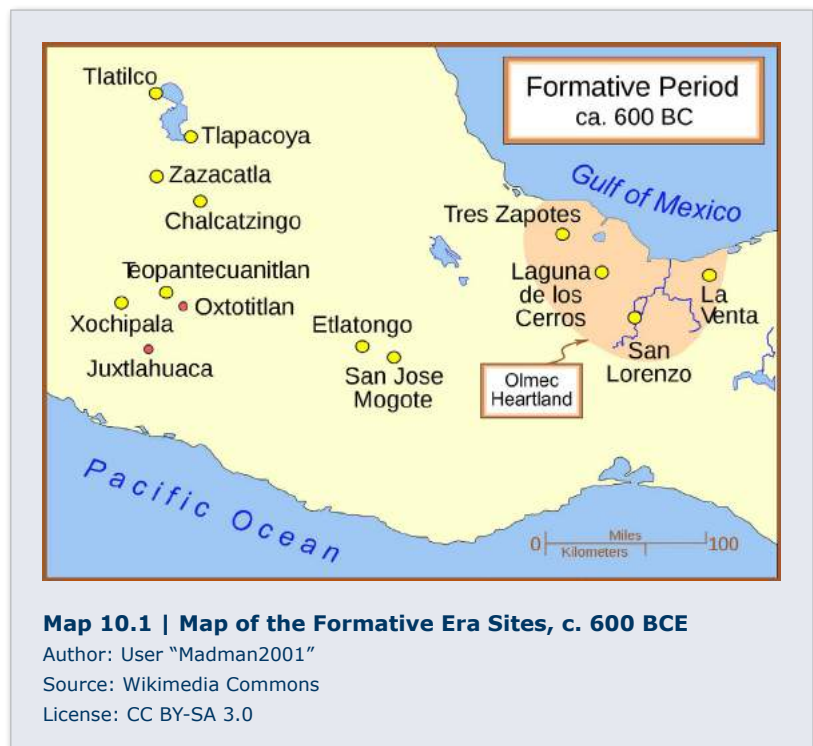 Tlatilco
Formative Period
ca. 600 BC
Tlapacoya
Zazacatla
Gulf of Mexico
Chalcatzingo
Tres Zapotes
Teopantecuanitlan
Laguna
de los
Cerros
La
Venta
Oxtotitlan
Xochipala
Etlatongo
San
Lorenzo
Juxtlahuaca
San Jose
Mogote
Olmec
Heartland
Pacific Ocean
0 Miles 100
Kilometers
Map 10.1 | Map of the Formative Era Sites, c. 600 BCE
Author: User “Madman2001”
Source: Wikimedia Commons
License: CC BY-SA 3.0